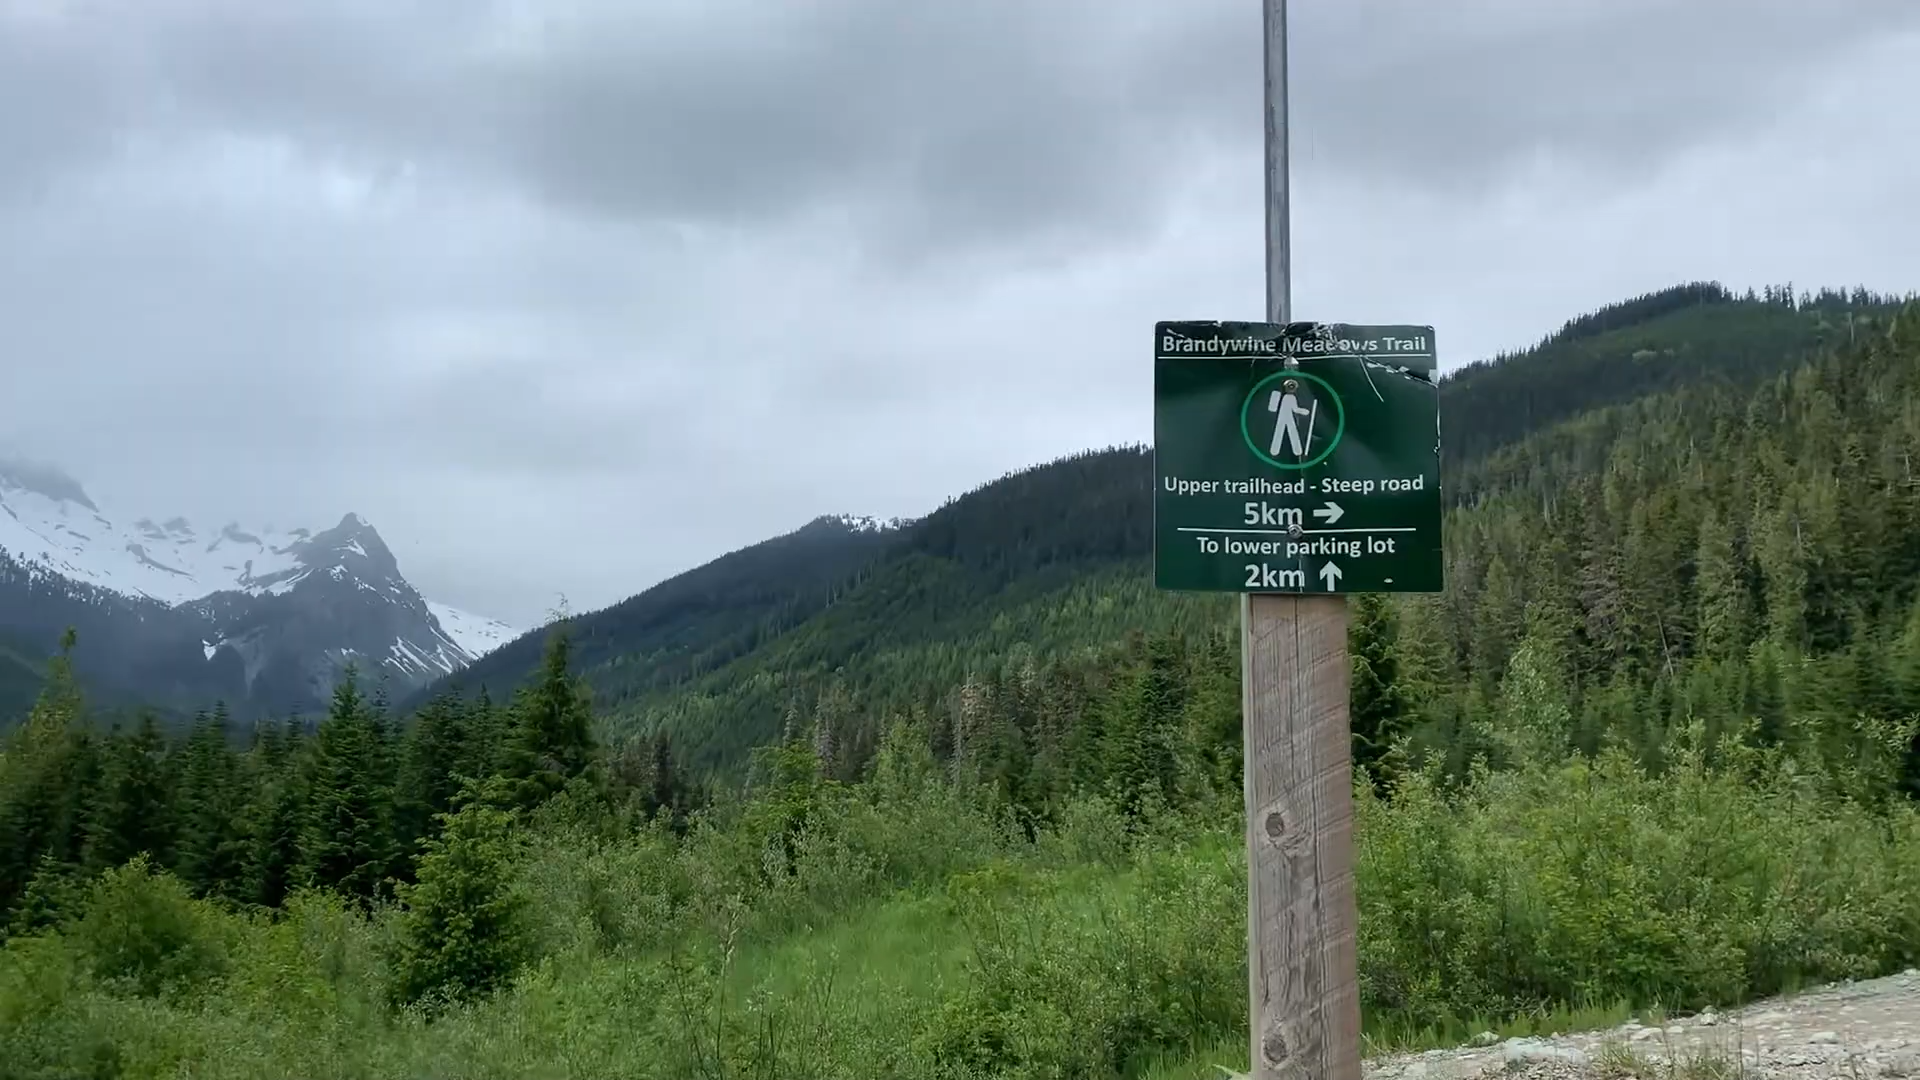 Brandywine Meadows Trail
Upper trailhead - Steep road
5km →
To lower parking lot
2km ↑